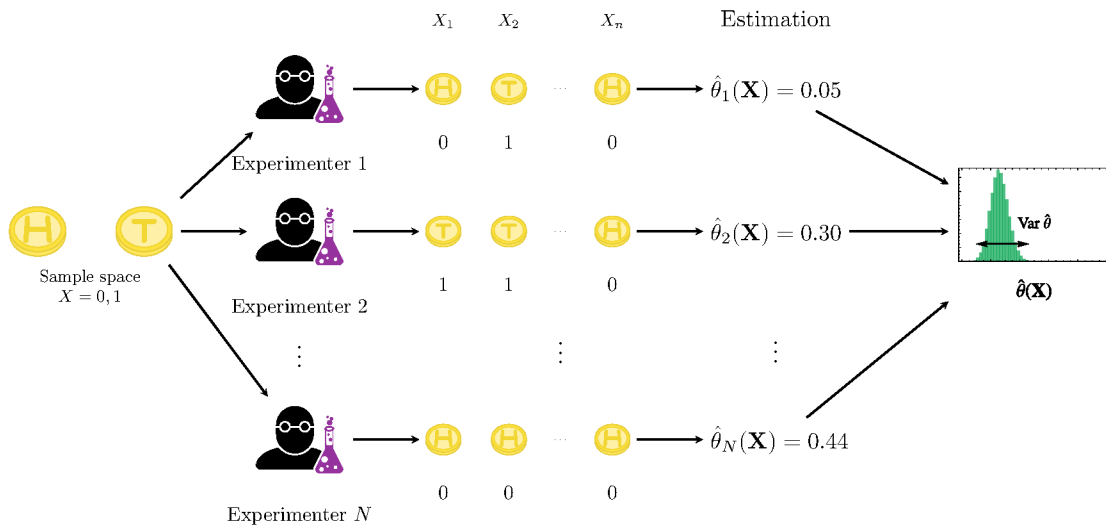 X₁ X₂ Xₙ Estimation
H T ... H θ̂₁(𝐗) = 0.05
0 1 0
Experimenter 1
H T
Sample space
X = 0, 1
T T H θ̂₂(𝐗) = 0.30
1 1 0
Experimenter 2
Var θ̂
θ̂(𝐗)
⋮ ⋮ ⋮
H H ... H θ̂_N(𝐗) = 0.44
0 0 0
Experimenter N